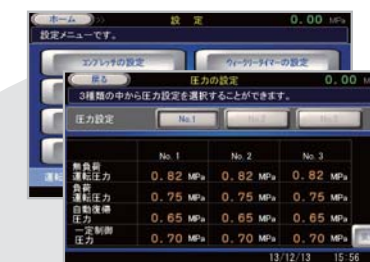 ホーム
設 定
0.00 MPa
設定メニューです。
コンプレッサの設定
ウィークリータイマーの設定
戻る
圧力の設定
0.00
3種類の中から圧力設定を選択することができます。
圧力設定
No.1
No.2
No.3
No. 1 No. 2 No. 3
無負荷運転圧力 0.82 MPa 0.82 MPa 0.82 MPa
負荷運転圧力 0.75 MPa 0.75 MPa 0.75 MPa
自動復帰圧力 0.65 MPa 0.65 MPa 0.65 MPa
一定制御圧力 0.70 MPa 0.70 MPa 0.70 MPa
13/12/13 15:56